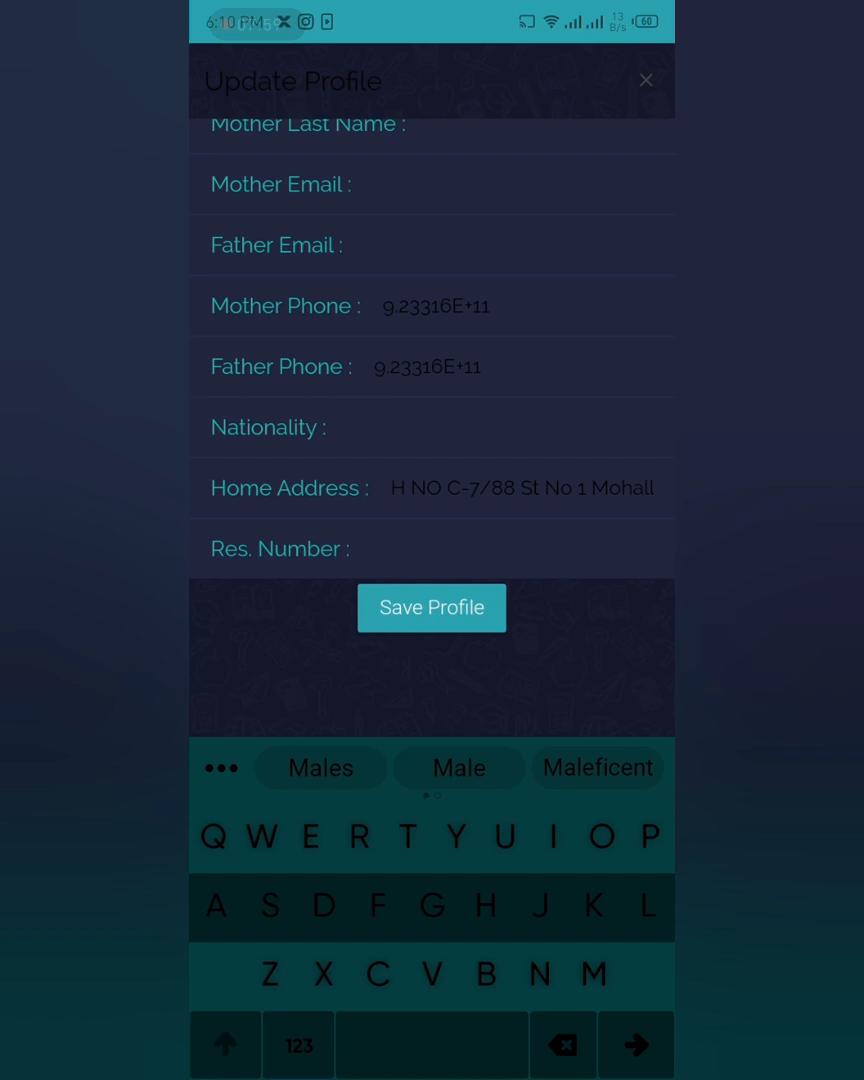 6:10 PM 13 B/s 60
Update Profile ×
Mother Last Name :
Mother Email :
Father Email :
Mother Phone : 9.23316E+11
Father Phone : 9.23316E+11
Nationality :
Home Address : H NO C-7/88 St No 1 Mohall
Res. Number :
Save Profile
••• Males Male Maleficent
Q W E R T Y U I O P
A S D F G H J K L
Z X C V B N M
123